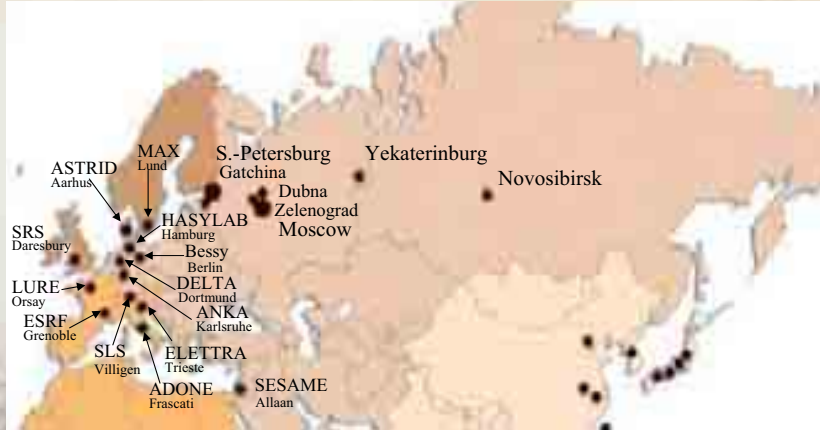 MAX
Lund
S.-Petersburg
Gatchina
Yekaterinburg
ASTRID
Aarhus
Novosibirsk
Dubna
Zelenograd
Moscow
HASYLAB
Hamburg
SRS
Daresbury
Bessy
Berlin
DELTA
Dortmund
LURE
Orsay
ANKA
Karlsruhe
ESRF
Grenoble
SLS
Villigen
ELETTRA
Trieste
ADONE
Frascati
SESAME
Allaan